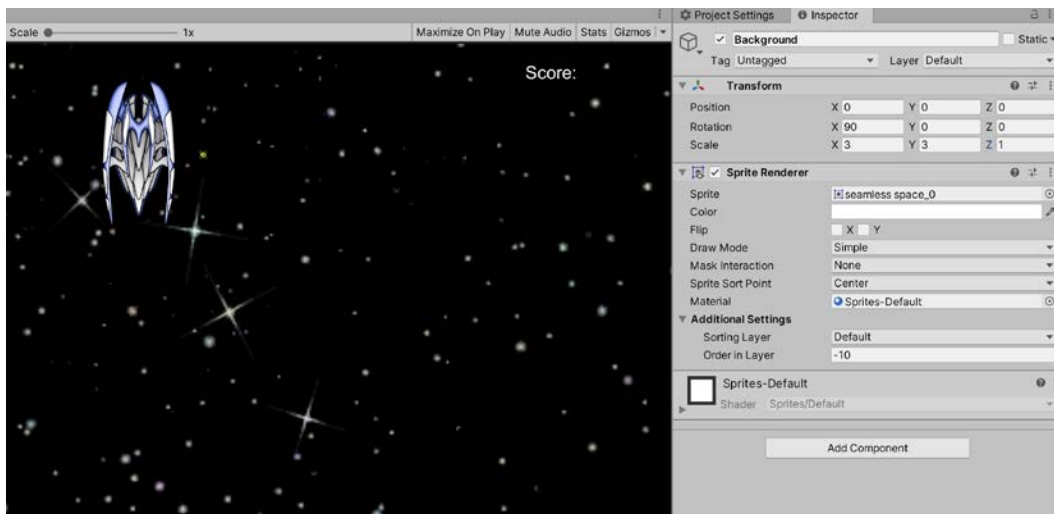 Scale 1x Maximize On Play Mute Audio Stats Gizmos
Score:
Project Settings Inspector
Background Static
Tag Untagged Layer Default
Transform
Position X 0 Y 0 Z 0
Rotation X 90 Y 0 Z 0
Scale X 3 Y 3 Z 1
Sprite Renderer
Sprite seamless space_0
Color
Flip X Y
Draw Mode Simple
Mask Interaction None
Sprite Sort Point Center
Material Sprites-Default
Additional Settings
Sorting Layer Default
Order in Layer -10
Sprites-Default
Shader Sprites/Default
Add Component